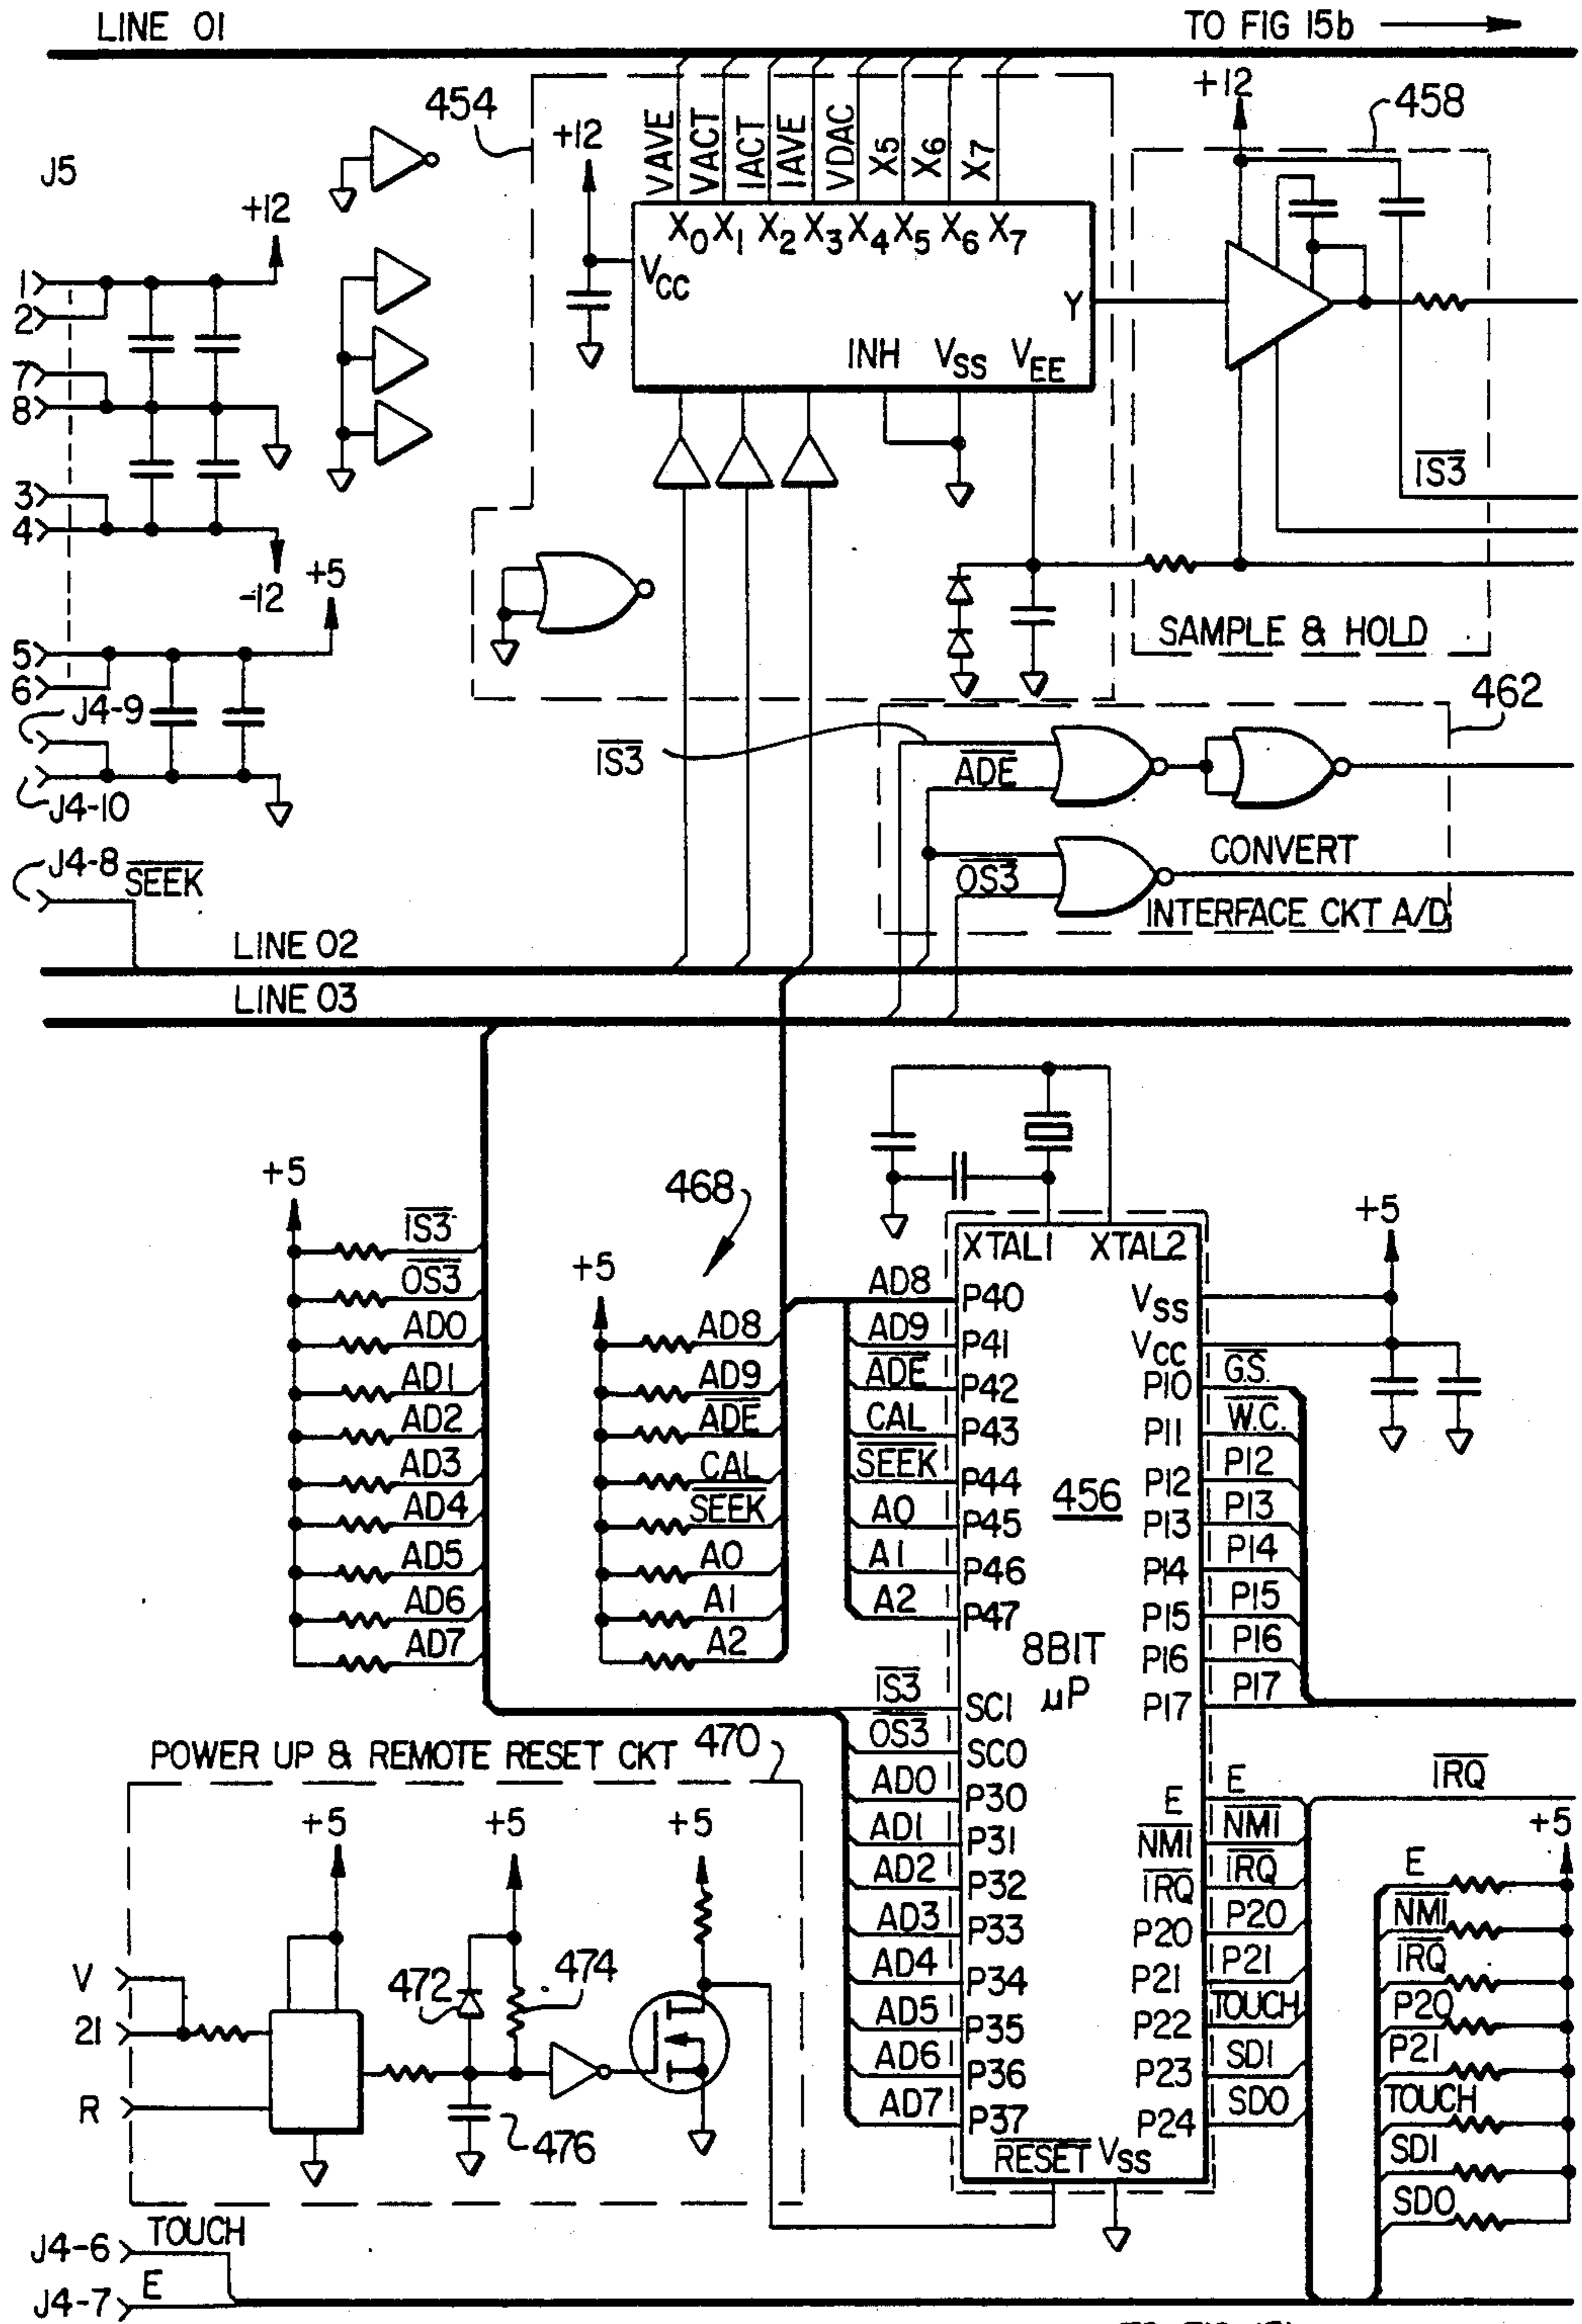 LINE 01
TO FIG 15b
J5
454
+12
VAVE
VACT
IACT
IAVE
VDAC
X5
X6
X7
+12
458
X0 X1 X2 X3 X4 X5 X6 X7
VCC
Y
INH VSS VEE
+12
1
2
7
8
3
4
-12
+5
5
6
J4-9
J4-10
IS3
SAMPLE & HOLD
462
IS3
ADE
OS3
CONVERT
INTERFACE CKT A/D
J4-8 SEEK
LINE 02
LINE 03
+5
IS3
OS3
AD0
AD1
AD2
AD3
AD4
AD5
AD6
AD7
468
+5
AD8
AD9
ADE
CAL
SEEK
A0
A1
A2
XTAL1 XTAL2
AD8 P40
AD9 P41
ADE P42
CAL P43
SEEK P44
A0 P45
A1 P46
A2 P47
456
8BIT
μP
+5
VSS
VCC
P10 G.S.
P11 W.C.
P12 P12
P13 P13
P14 P14
P15 P15
P16 P16
P17 P17
IS3 SC1
OS3 SC0
AD0 P30
AD1 P31
AD2 P32
AD3 P33
AD4 P34
AD5 P35
AD6 P36
AD7 P37
E E
NMI NMI
IRQ IRQ
P20 P20
P21 P21
P22 TOUCH
P23 SDI
P24 SDO
RESET VSS
IRQ
+5
E
NMI
IRQ
P20
P21
TOUCH
SDI
SDO
POWER UP & REMOTE RESET CKT 470
+5
+5
+5
V
21
R
472
474
476
J4-6 TOUCH
J4-7 E